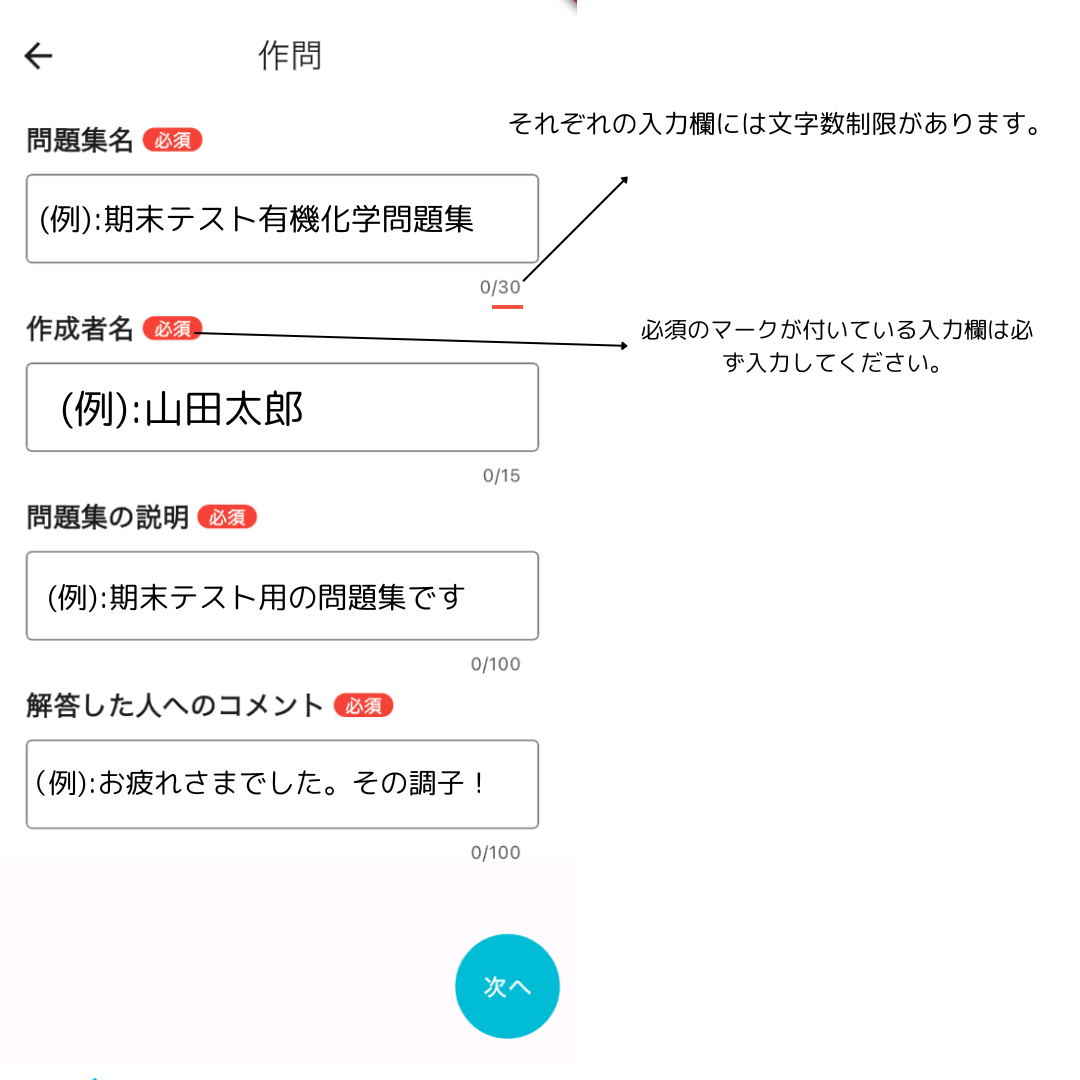 作問
問題集名 必須
それぞれの入力欄には文字数制限があります。
(例):期末テスト有機化学問題集
0/30
作成者名 必須
必須のマークが付いている入力欄は必
ず入力してください。
(例):山田太郎
0/15
問題集の説明 必須
(例):期末テスト用の問題集です
0/100
解答した人へのコメント 必須
(例):お疲れさまでした。その調子！
0/100
次へ